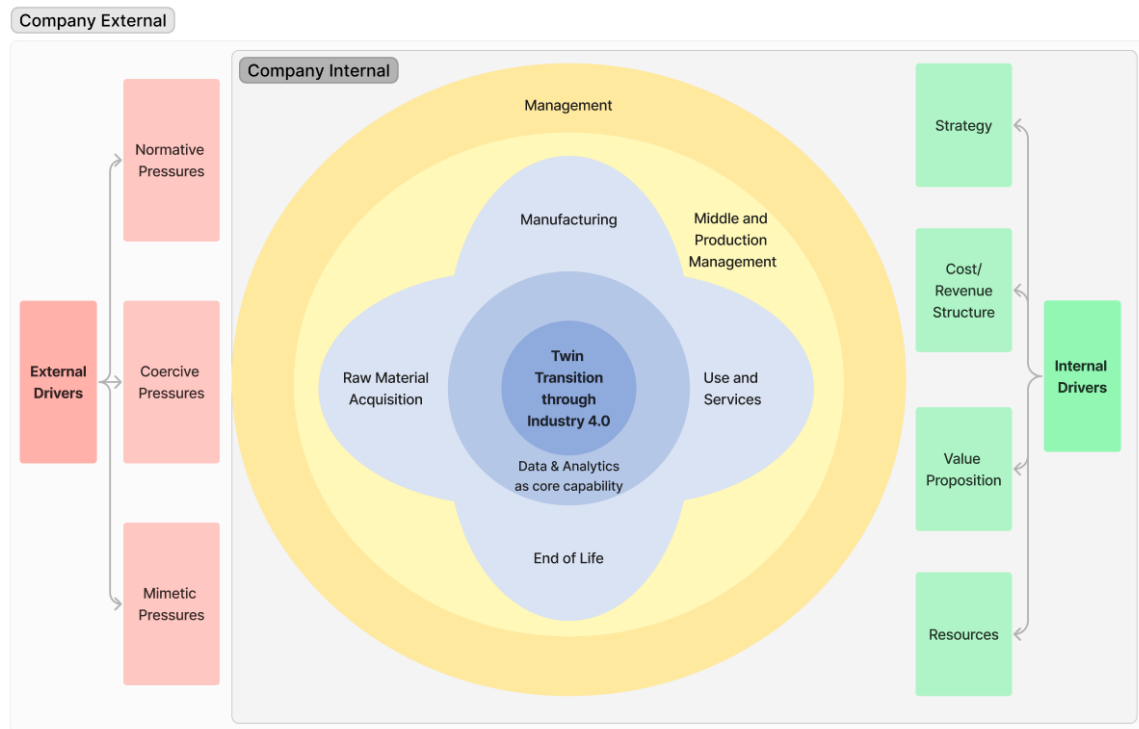 Company External
Company Internal
Normative
Pressures
External
Drivers
Coercive
Pressures
Mimetic
Pressures
Management
Manufacturing
Middle and
Production
Management
Raw Material
Acquisition
Twin
Transition
through
Industry 4.0
Data & Analytics
as core capability
Use and
Services
End of Life
Strategy
Cost/
Revenue
Structure
Value
Proposition
Resources
Internal
Drivers